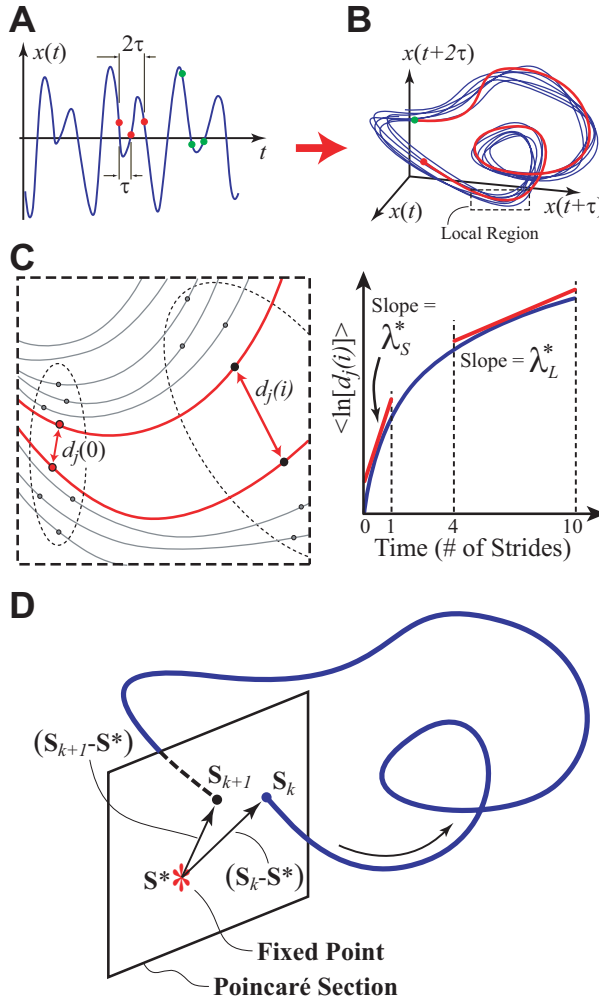 A
x(t)
2τ
τ
t
B
x(t+2τ)
x(t)
x(t+τ)
Local Region
C
d_j(0)
d_j(i)
<ln[d_j(i)]>
Slope =
λ*_S
Slope = λ*_L
0 1 4 10
Time (# of Strides)
D
(S_{k+1}-S*)
S_{k+1}
S_k
S*
(S_k-S*)
Fixed Point
Poincaré Section